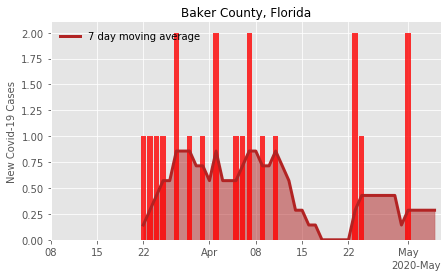 Baker County, Florida
7 day moving average
New Covid-19 Cases
2.00
1.75
1.50
1.25
1.00
0.75
0.50
0.25
0.00
08 15 22 Apr 08 15 22 May
2020-May